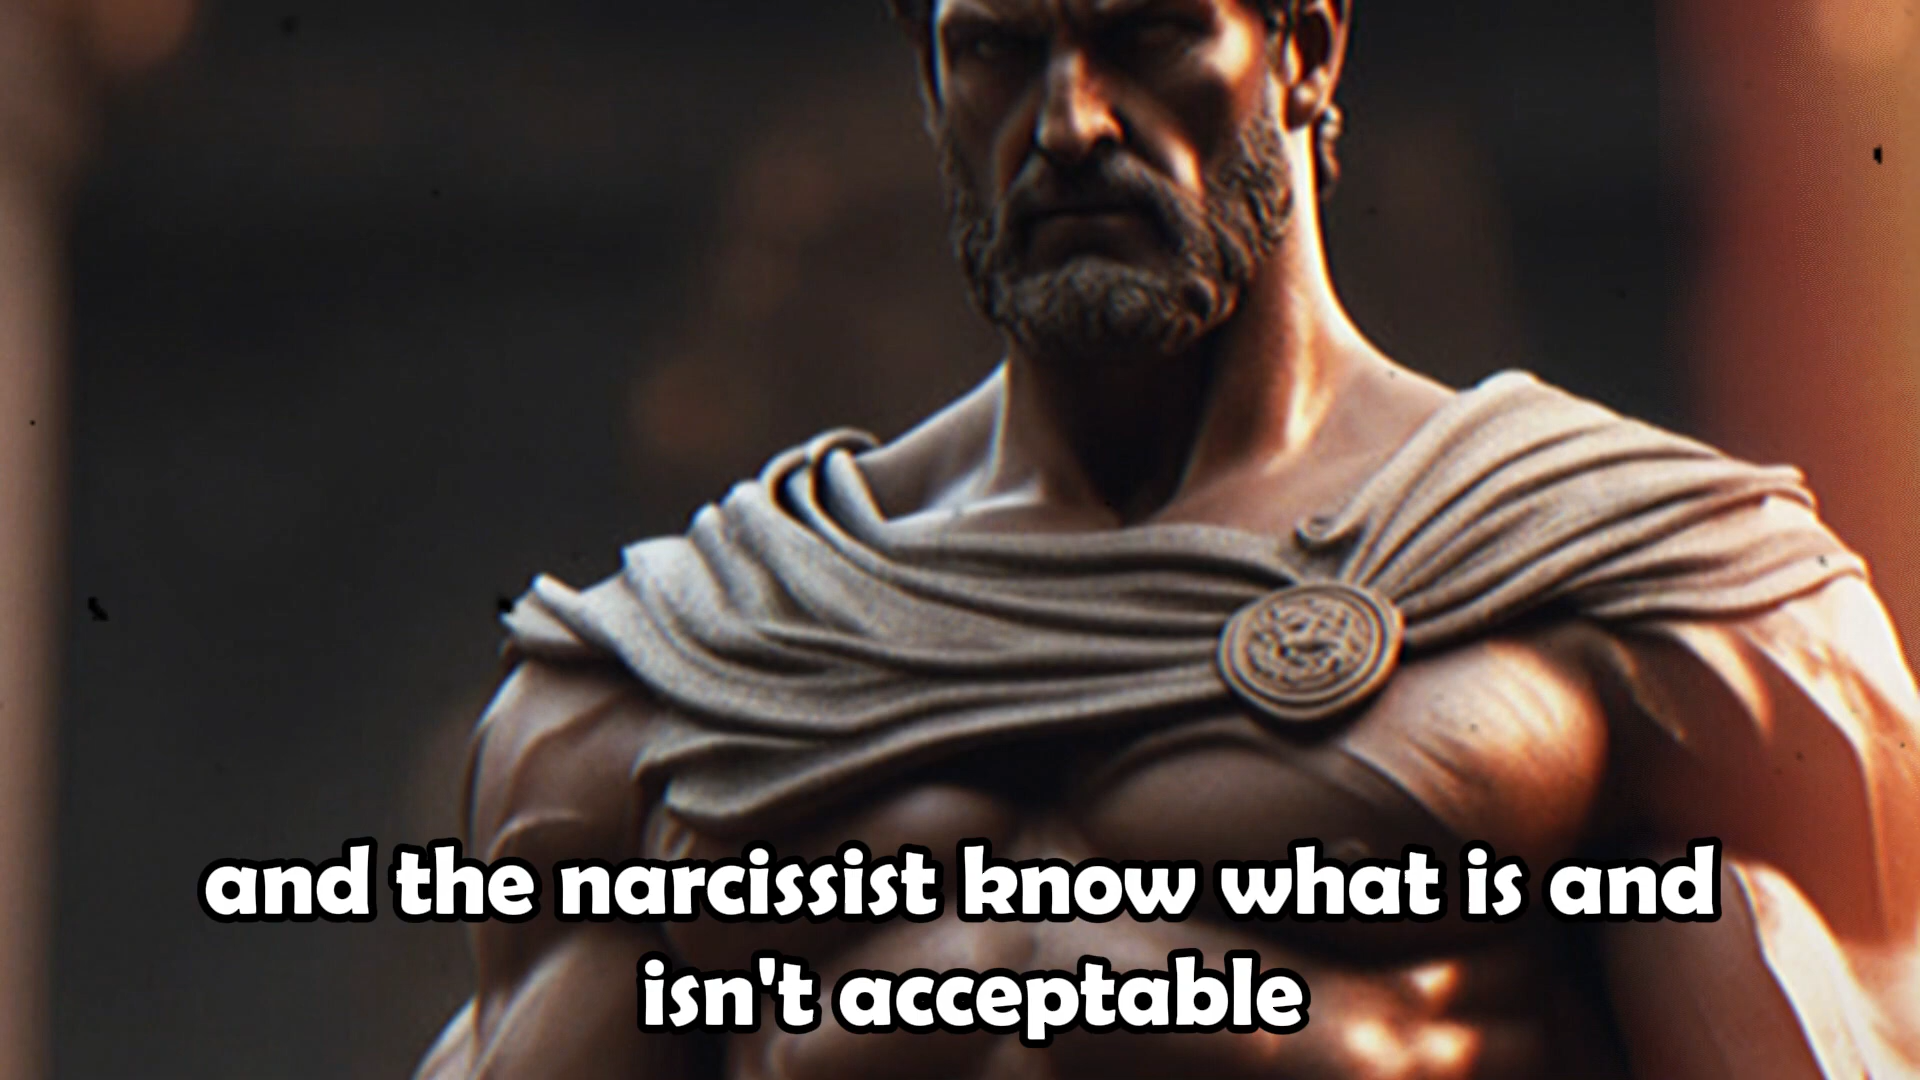 and the narcissist know what is and
isn't acceptable